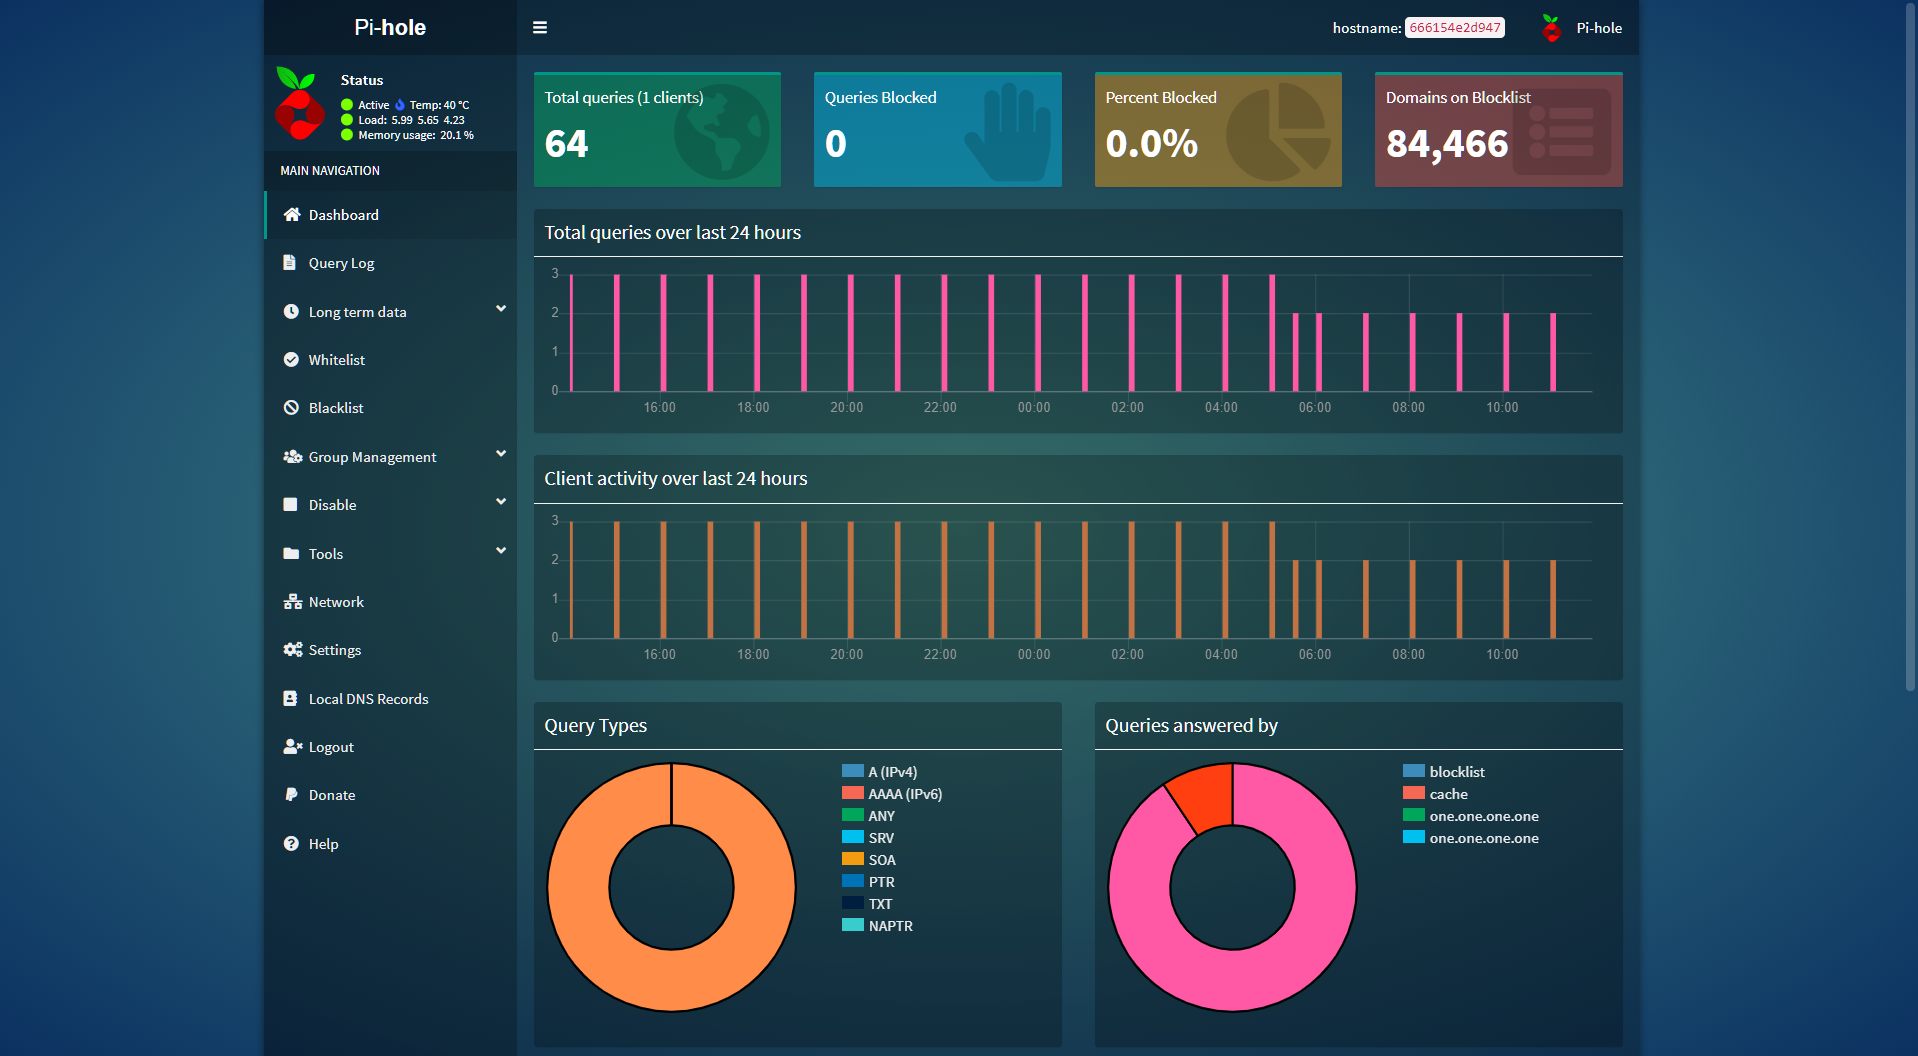 Pi-hole
hostname: 666154e2d947
Pi-hole
Status
Active Temp: 40 °C
Load: 5.99 5.65 4.23
Memory usage: 20.1 %
MAIN NAVIGATION
Dashboard
Query Log
Long term data
Whitelist
Blacklist
Group Management
Disable
Tools
Network
Settings
Local DNS Records
Logout
Donate
Help
Total queries (1 clients)
64
Queries Blocked
0
Percent Blocked
0.0%
Domains on Blocklist
84,466
Total queries over last 24 hours
3
2
1
0
16:00 18:00 20:00 22:00 00:00 02:00 04:00 06:00 08:00 10:00
Client activity over last 24 hours
3
2
1
0
16:00 18:00 20:00 22:00 00:00 02:00 04:00 06:00 08:00 10:00
Query Types
A (IPv4)
AAAA (IPv6)
ANY
SRV
SOA
PTR
TXT
NAPTR
Queries answered by
blocklist
cache
one.one.one.one
one.one.one.one